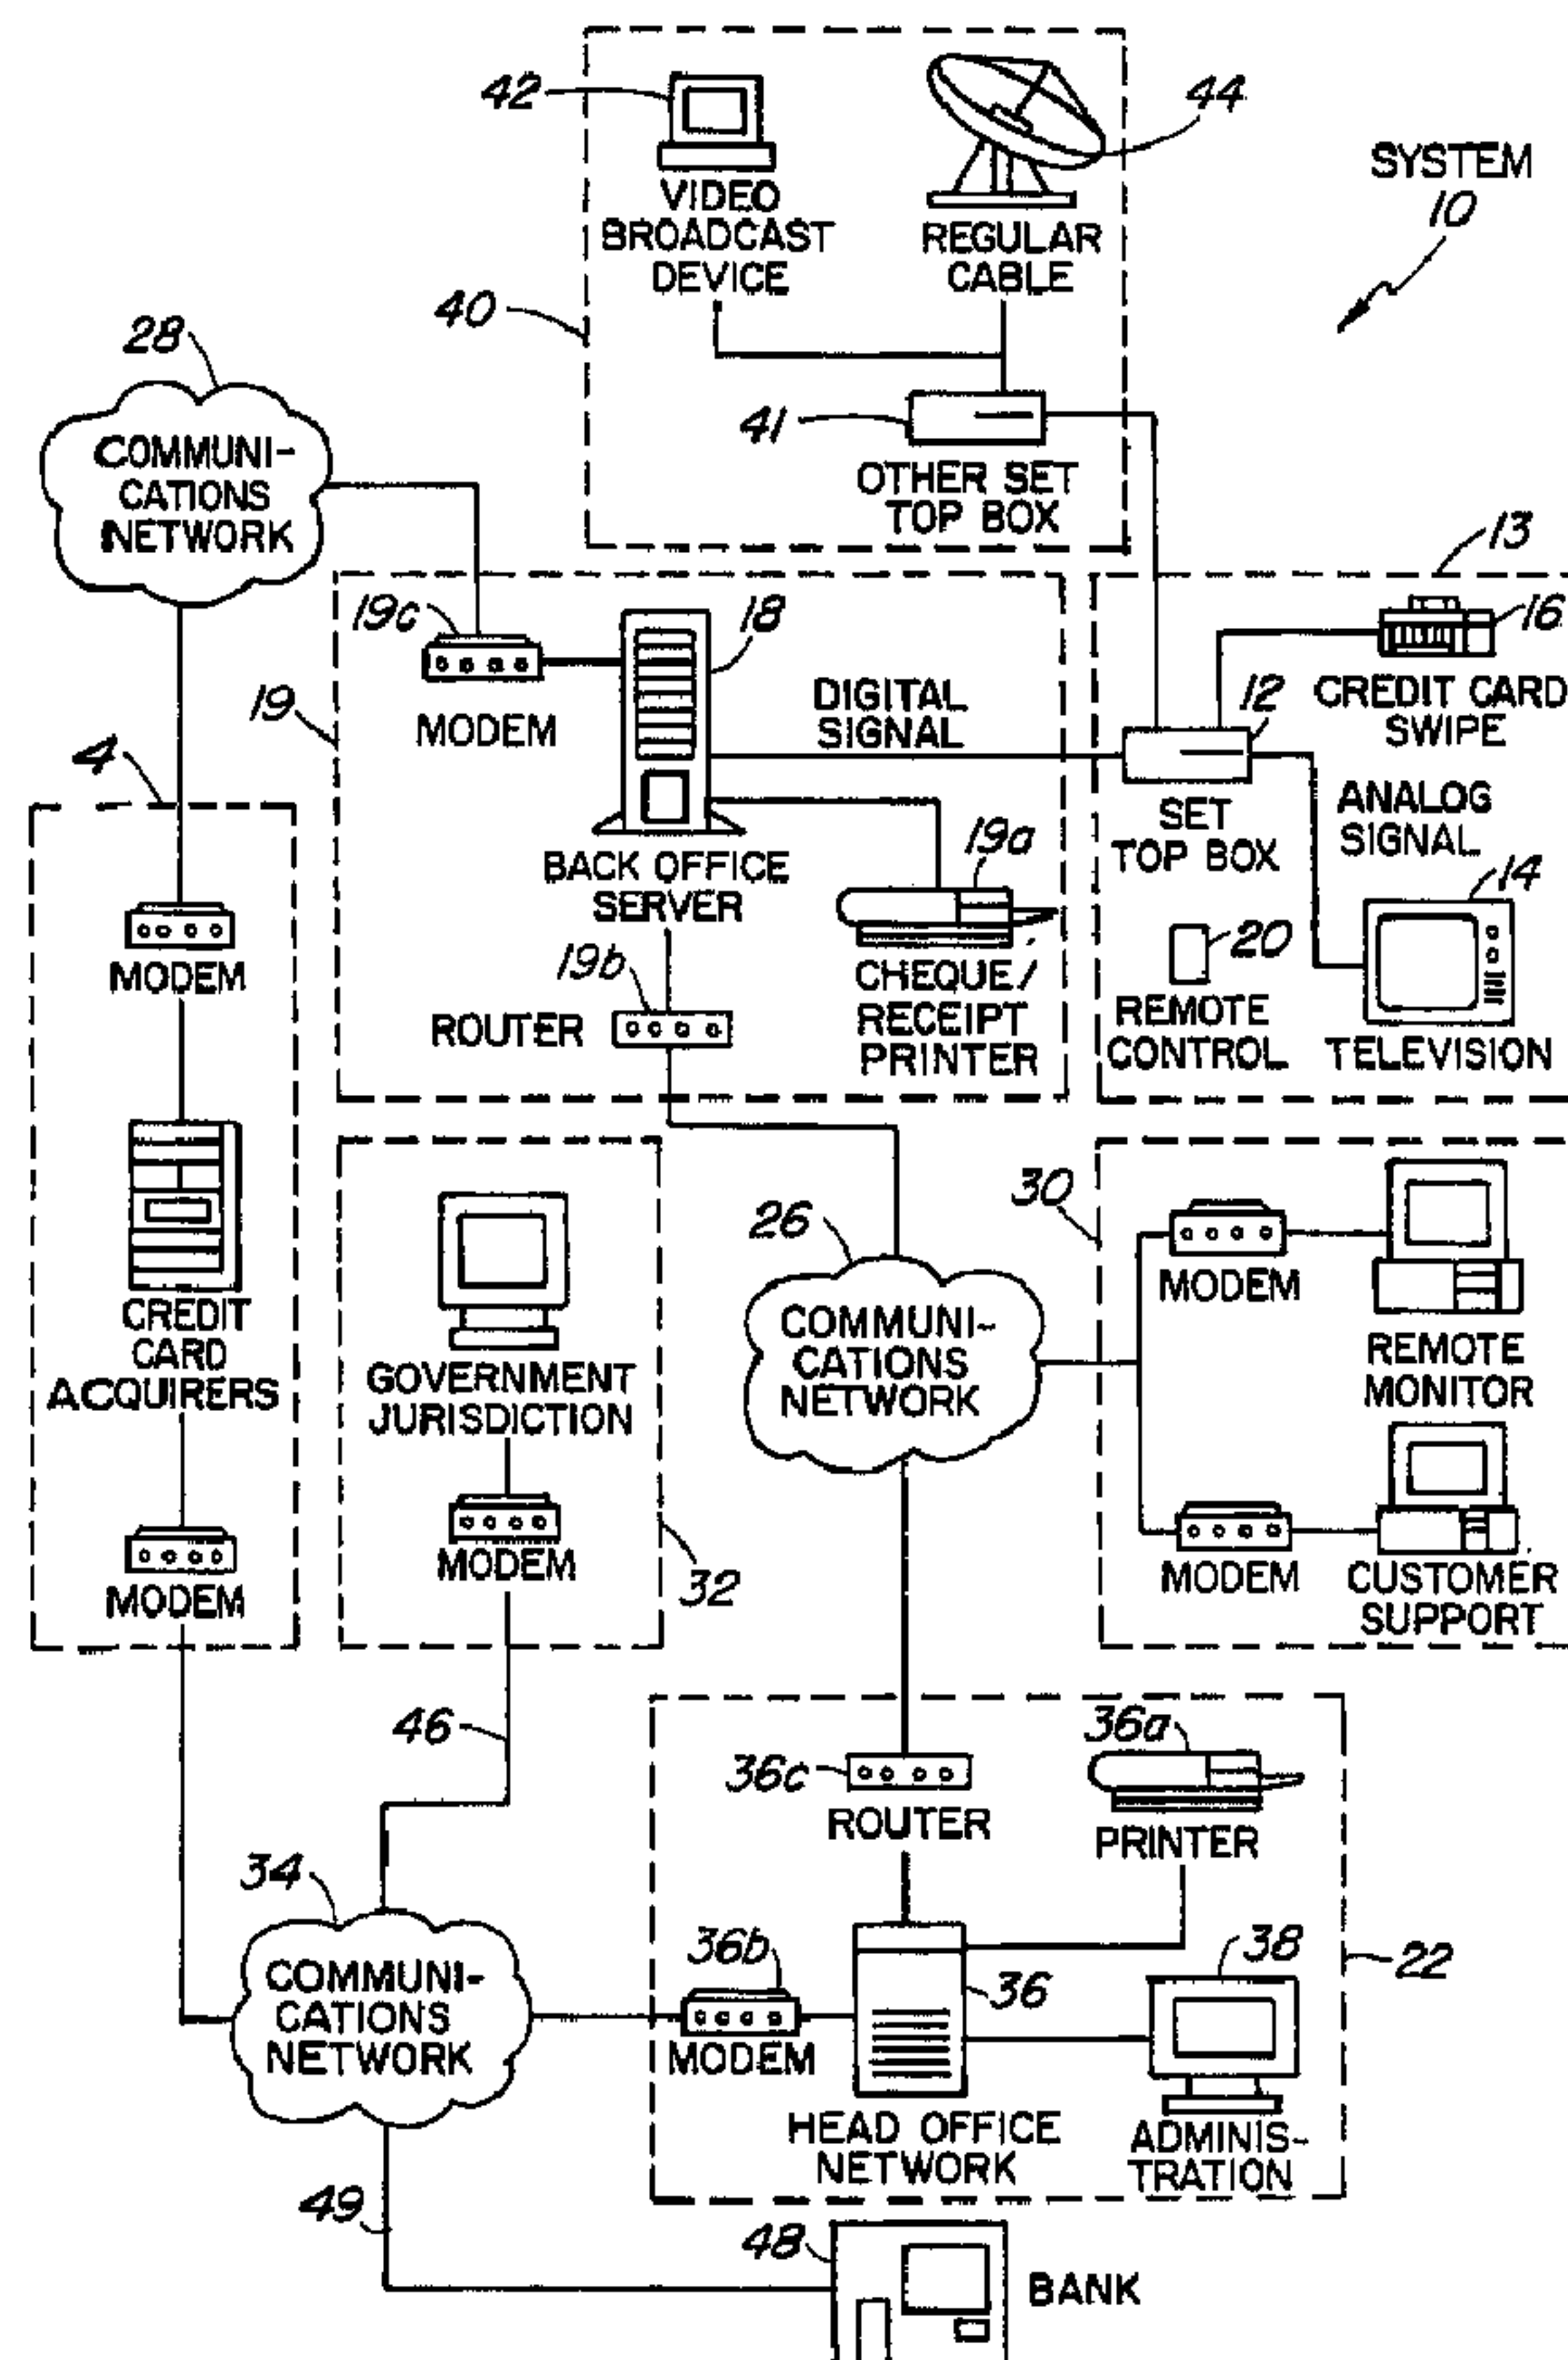 42
44
SYSTEM
10
VIDEO
BROADCAST
DEVICE
REGULAR
CABLE
40
28
41
OTHER SET
TOP BOX
COMMUNI-
CATIONS
NETWORK
13
19c
18
16
19
MODEM
DIGITAL
SIGNAL
12
CREDIT CARD
SWIPE
4
SET
TOP BOX
ANALOG
SIGNAL
BACK OFFICE
SERVER
19a
14
MODEM
19b
ROUTER
CHEQUE/
RECEIPT
PRINTER
20
REMOTE
CONTROL
TELEVISION
30
26
MODEM
CREDIT
CARD
ACQUIRERS
GOVERNMENT
JURISDICTION
COMMUNI-
CATIONS
NETWORK
REMOTE
MONITOR
MODEM
MODEM
32
MODEM
CUSTOMER
SUPPORT
46
36a
36c
ROUTER
PRINTER
34
36b
38
22
COMMUNI-
CATIONS
NETWORK
MODEM
36
HEAD OFFICE
NETWORK
ADMINIS-
TRATION
49
48
BANK